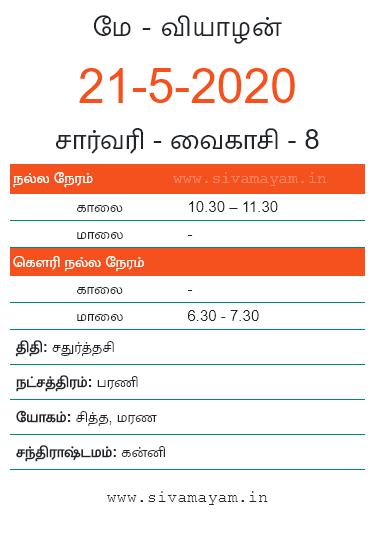 மே - வியாழன்
21-5-2020
சார்வரி - வைகாசி - 8
நல்ல நேரம் www.sivamayam.in
காலை 10.30 – 11.30
மாலை -
கௌரி நல்ல நேரம்
காலை -
மாலை 6.30 - 7.30
திதி: சதுர்த்தசி
நட்சத்திரம்: பரணி
யோகம்: சித்த, மரண
சந்திராஷ்டமம்: கன்னி
www.sivamayam.in